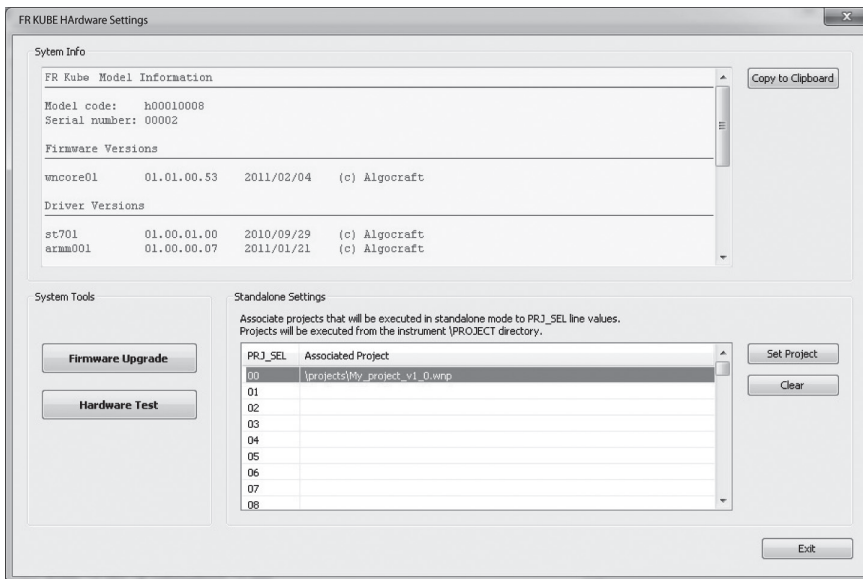 FR KUBE HArdware Settings
Sytem Info
FR Kube Model Information
Model code: h00010008
Serial number: 00002
Firmware Versions
wncore01 01.01.00.53 2011/02/04 (c) Algocraft
Driver Versions
st701 01.00.01.00 2010/09/29 (c) Algocraft
armm001 01.00.00.07 2011/01/21 (c) Algocraft
Copy to Clipboard
System Tools
Firmware Upgrade
Hardware Test
Standalone Settings
Associate projects that will be executed in standalone mode to PRJ_SEL line values.
Projects will be executed from the instrument \PROJECT directory.
PRJ_SEL Associated Project
00 \projects\My_project_v1_0.wnp
01
02
03
04
05
06
07
08
Set Project
Clear
Exit